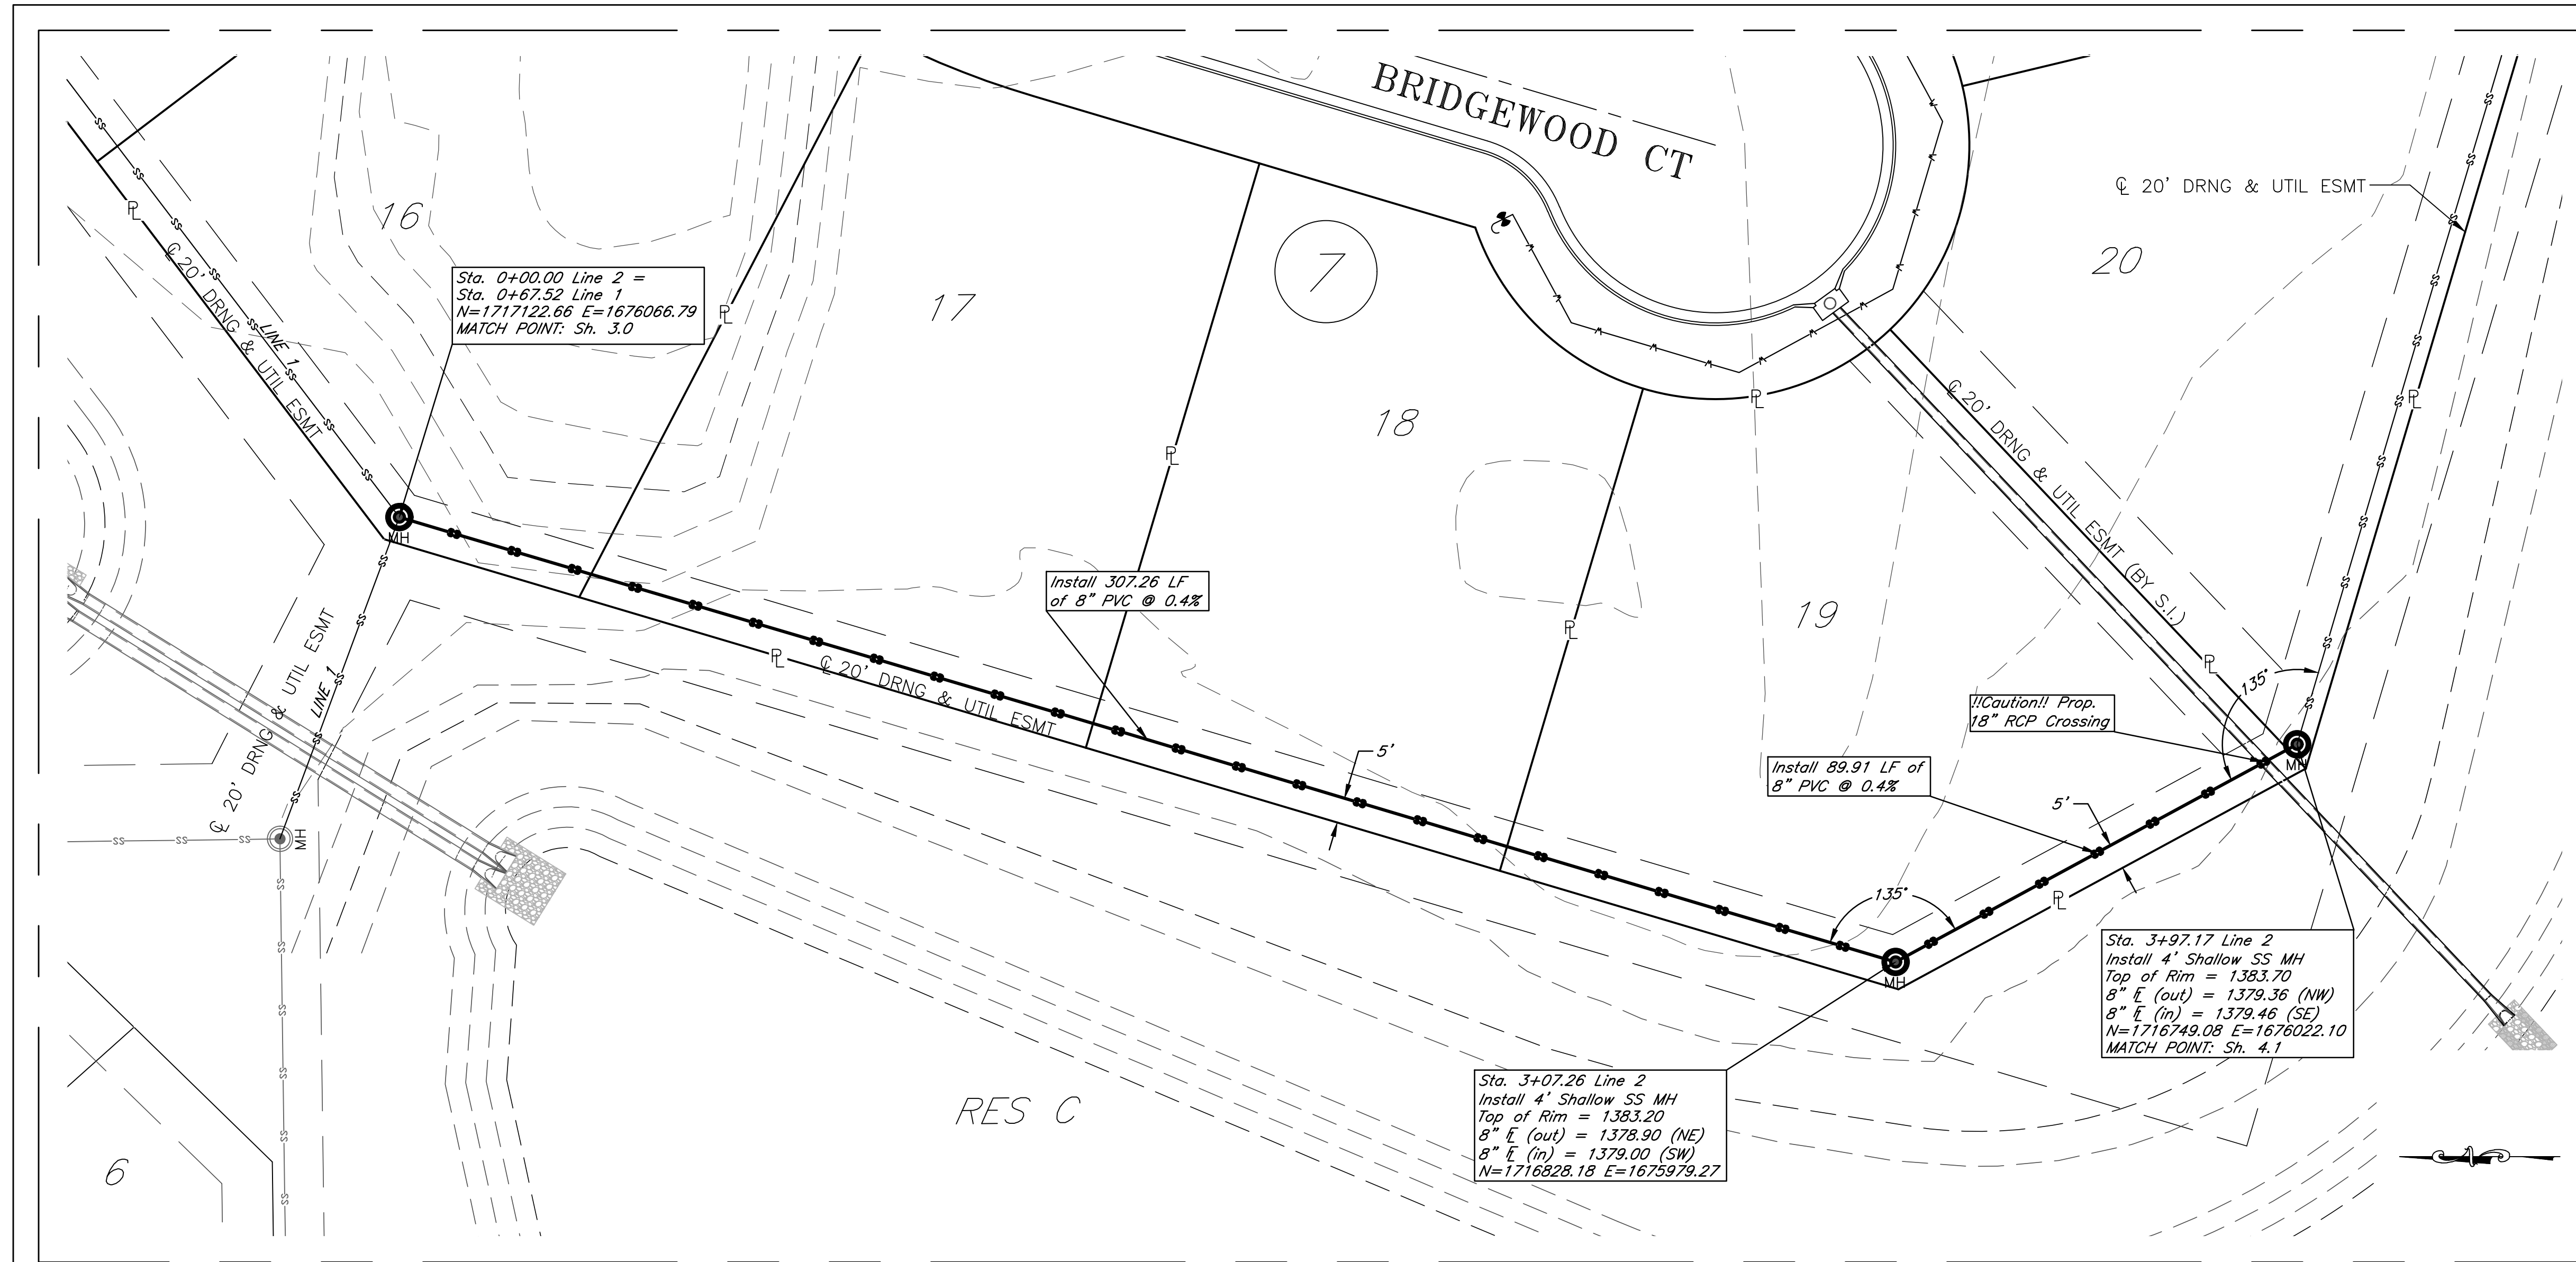 BRIDGEWOOD CT
℄ 20' DRNG & UTIL ESMT
16
20
Sta. 0+00.00 Line 2 =
Sta. 0+67.52 Line 1
N=1717122.66 E=1676066.79
MATCH POINT: Sh. 3.0
17
7
℄ 20' DRNG & UTIL ESMT
LINE 1
18
℄ 20' DRNG & UTIL ESMT (BY S.I.)
MH
Install 307.26 LF
of 8" PVC @ 0.4%
19
℄ 20' DRNG & UTIL ESMT
LINE 1
℄ 20' DRNG & UTIL ESMT
135°
!!Caution!! Prop.
18" RCP Crossing
MH
5'
Install 89.91 LF of
8" PVC @ 0.4%
5'
MH
135°
MH
Sta. 3+97.17 Line 2
Install 4' Shallow SS MH
Top of Rim = 1383.70
8" FL (out) = 1379.36 (NW)
8" FL (in) = 1379.46 (SE)
N=1716749.08 E=1676022.10
MATCH POINT: Sh. 4.1
Sta. 3+07.26 Line 2
Install 4' Shallow SS MH
Top of Rim = 1383.20
8" FL (out) = 1378.90 (NE)
8" FL (in) = 1379.00 (SW)
N=1716828.18 E=1675979.27
RES C
6